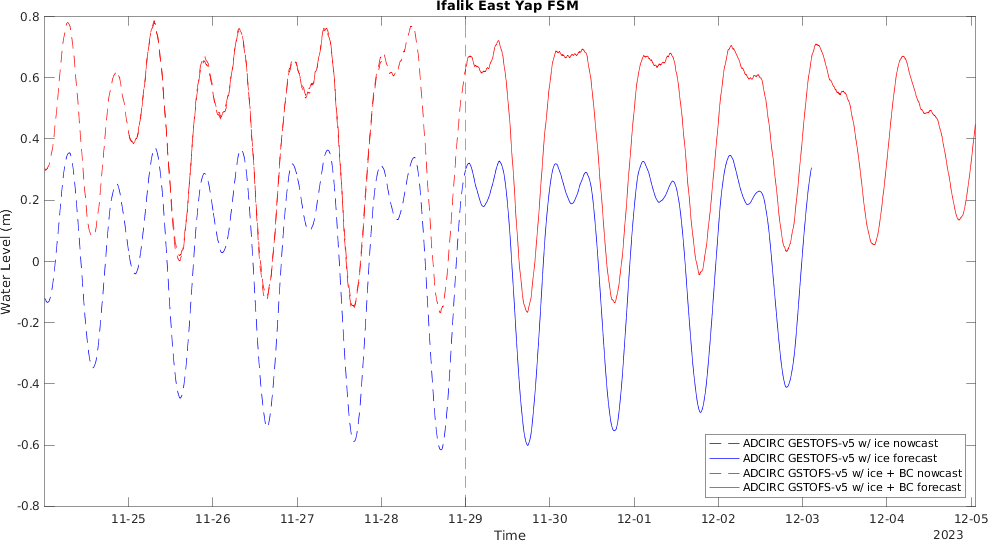 Ifalik East Yap FSM
0.8
0.6
0.4
0.2
0
-0.2
-0.4
-0.6
-0.8
Water Level (m)
11-25 11-26 11-27 11-28 11-29 11-30 12-01 12-02 12-03 12-04 12-05
Time
2023
ADCIRC GESTOFS-v5 w/ ice nowcast
ADCIRC GESTOFS-v5 w/ ice forecast
ADCIRC GSTOFS-v5 w/ ice + BC nowcast
ADCIRC GSTOFS-v5 w/ ice + BC forecast